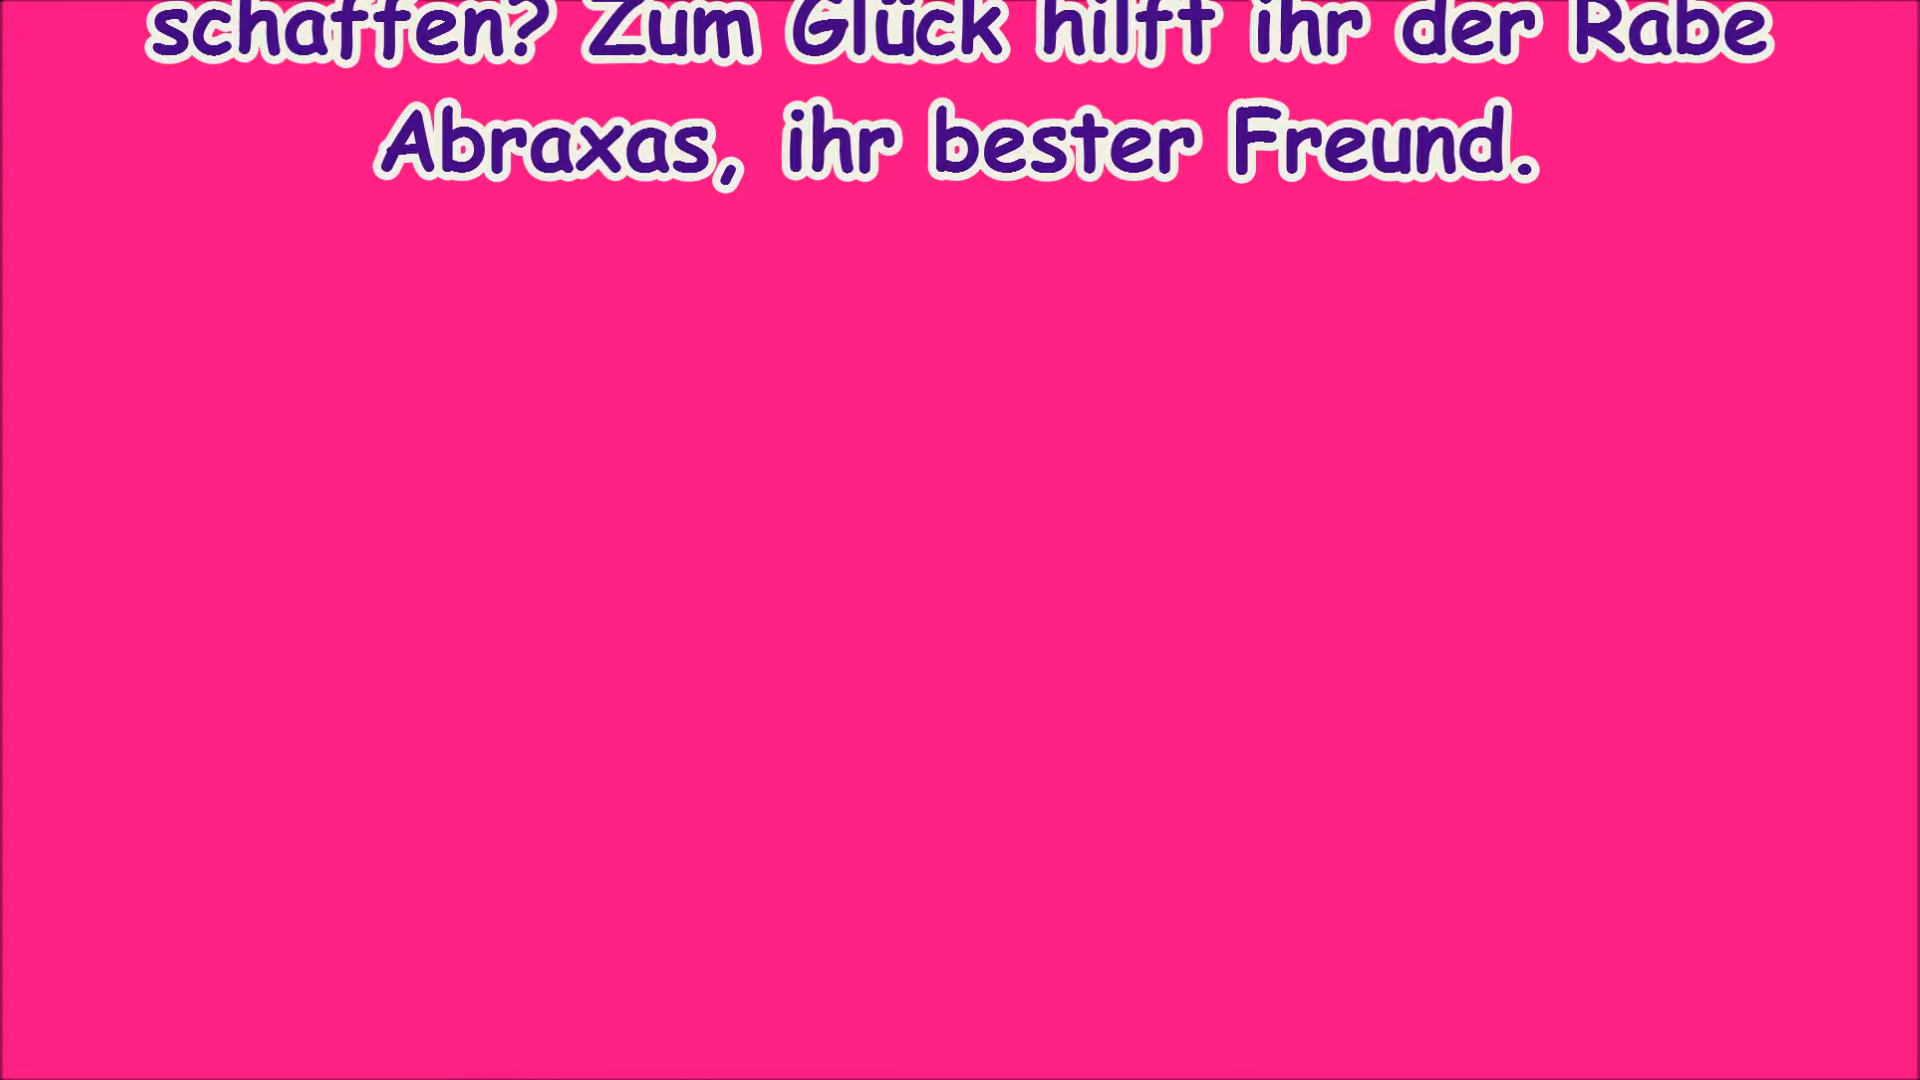 schaffen? Zum Glück hilft ihr der Rabe
Abraxas, ihr bester Freund.